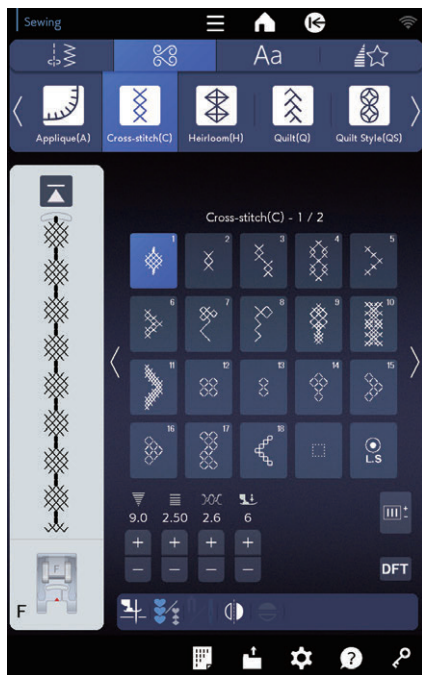 Sewing
Aa
Applique(A) Cross-stitch(C) Heirloom(H) Quilt(Q) Quilt Style(QS)
Cross-stitch(C) - 1 / 2
1 2 3 4 5
6 7 8 9 10
11 12 13 14 15
16 17 18
L.S
9.0 2.50 2.6 6
+ + + +
- - - -
DFT
F
F
?